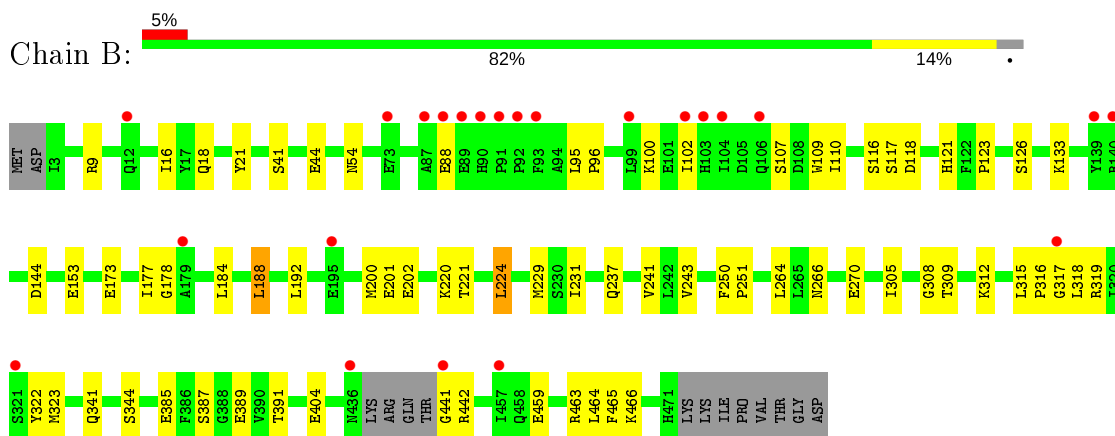 5%
Chain B:
82%
14%
•
MET ASP I3 R9 Q12 I16 Y17 Q18 Y21 S41 E44 N54 E73 A87 E88 E89 H90 P91 P92 F93 A94 L95 P96 L99 K100 E101 I102 H103 I104 D105 Q106 S107 D108 W109 I110 S116 S117 D118 H121 F122 P123 S126 K133 Y139
D144 E153 E173 I177 G178 A179 L184 L188 L192 E195 M200 E201 E202 K220 T221 L224 M229 S230 I231 Q237 V241 L242 V243 F250 P251 L264 L265 N266 E270 I305 G308 T309 K312 L315 P316 G317 L318 R319
S321 Y322 M323 Q341 S344 E385 F386 S387 G388 E389 V390 T391 E404 N436 LYS ARG GLN THR G441 R442 I457 Q458 E459 R463 L464 F465 K466 H471 LYS LYS ILE PRO VAL THR GLY ASP